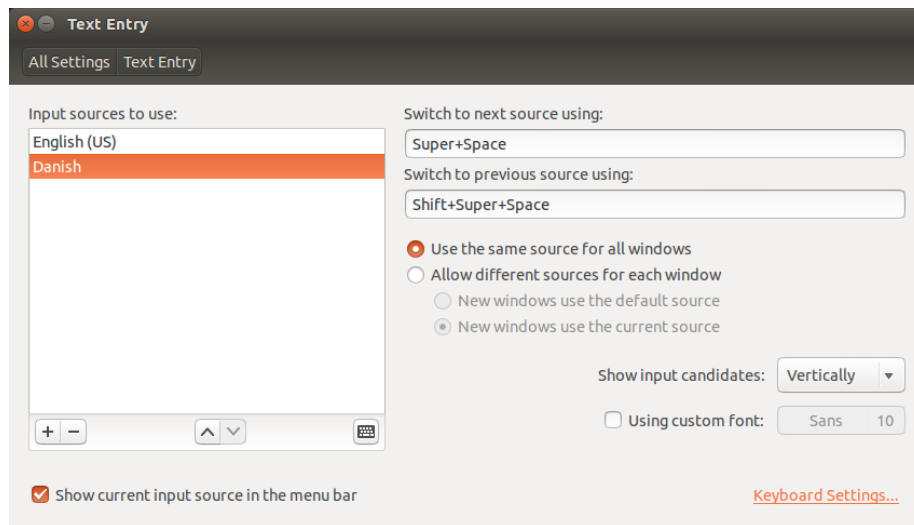 Text Entry
All Settings Text Entry
Input sources to use:
English (US)
Danish
Switch to next source using:
Super+Space
Switch to previous source using:
Shift+Super+Space
Use the same source for all windows
Allow different sources for each window
New windows use the default source
New windows use the current source
Show input candidates: Vertically
Using custom font: Sans 10
Show current input source in the menu bar
Keyboard Settings...